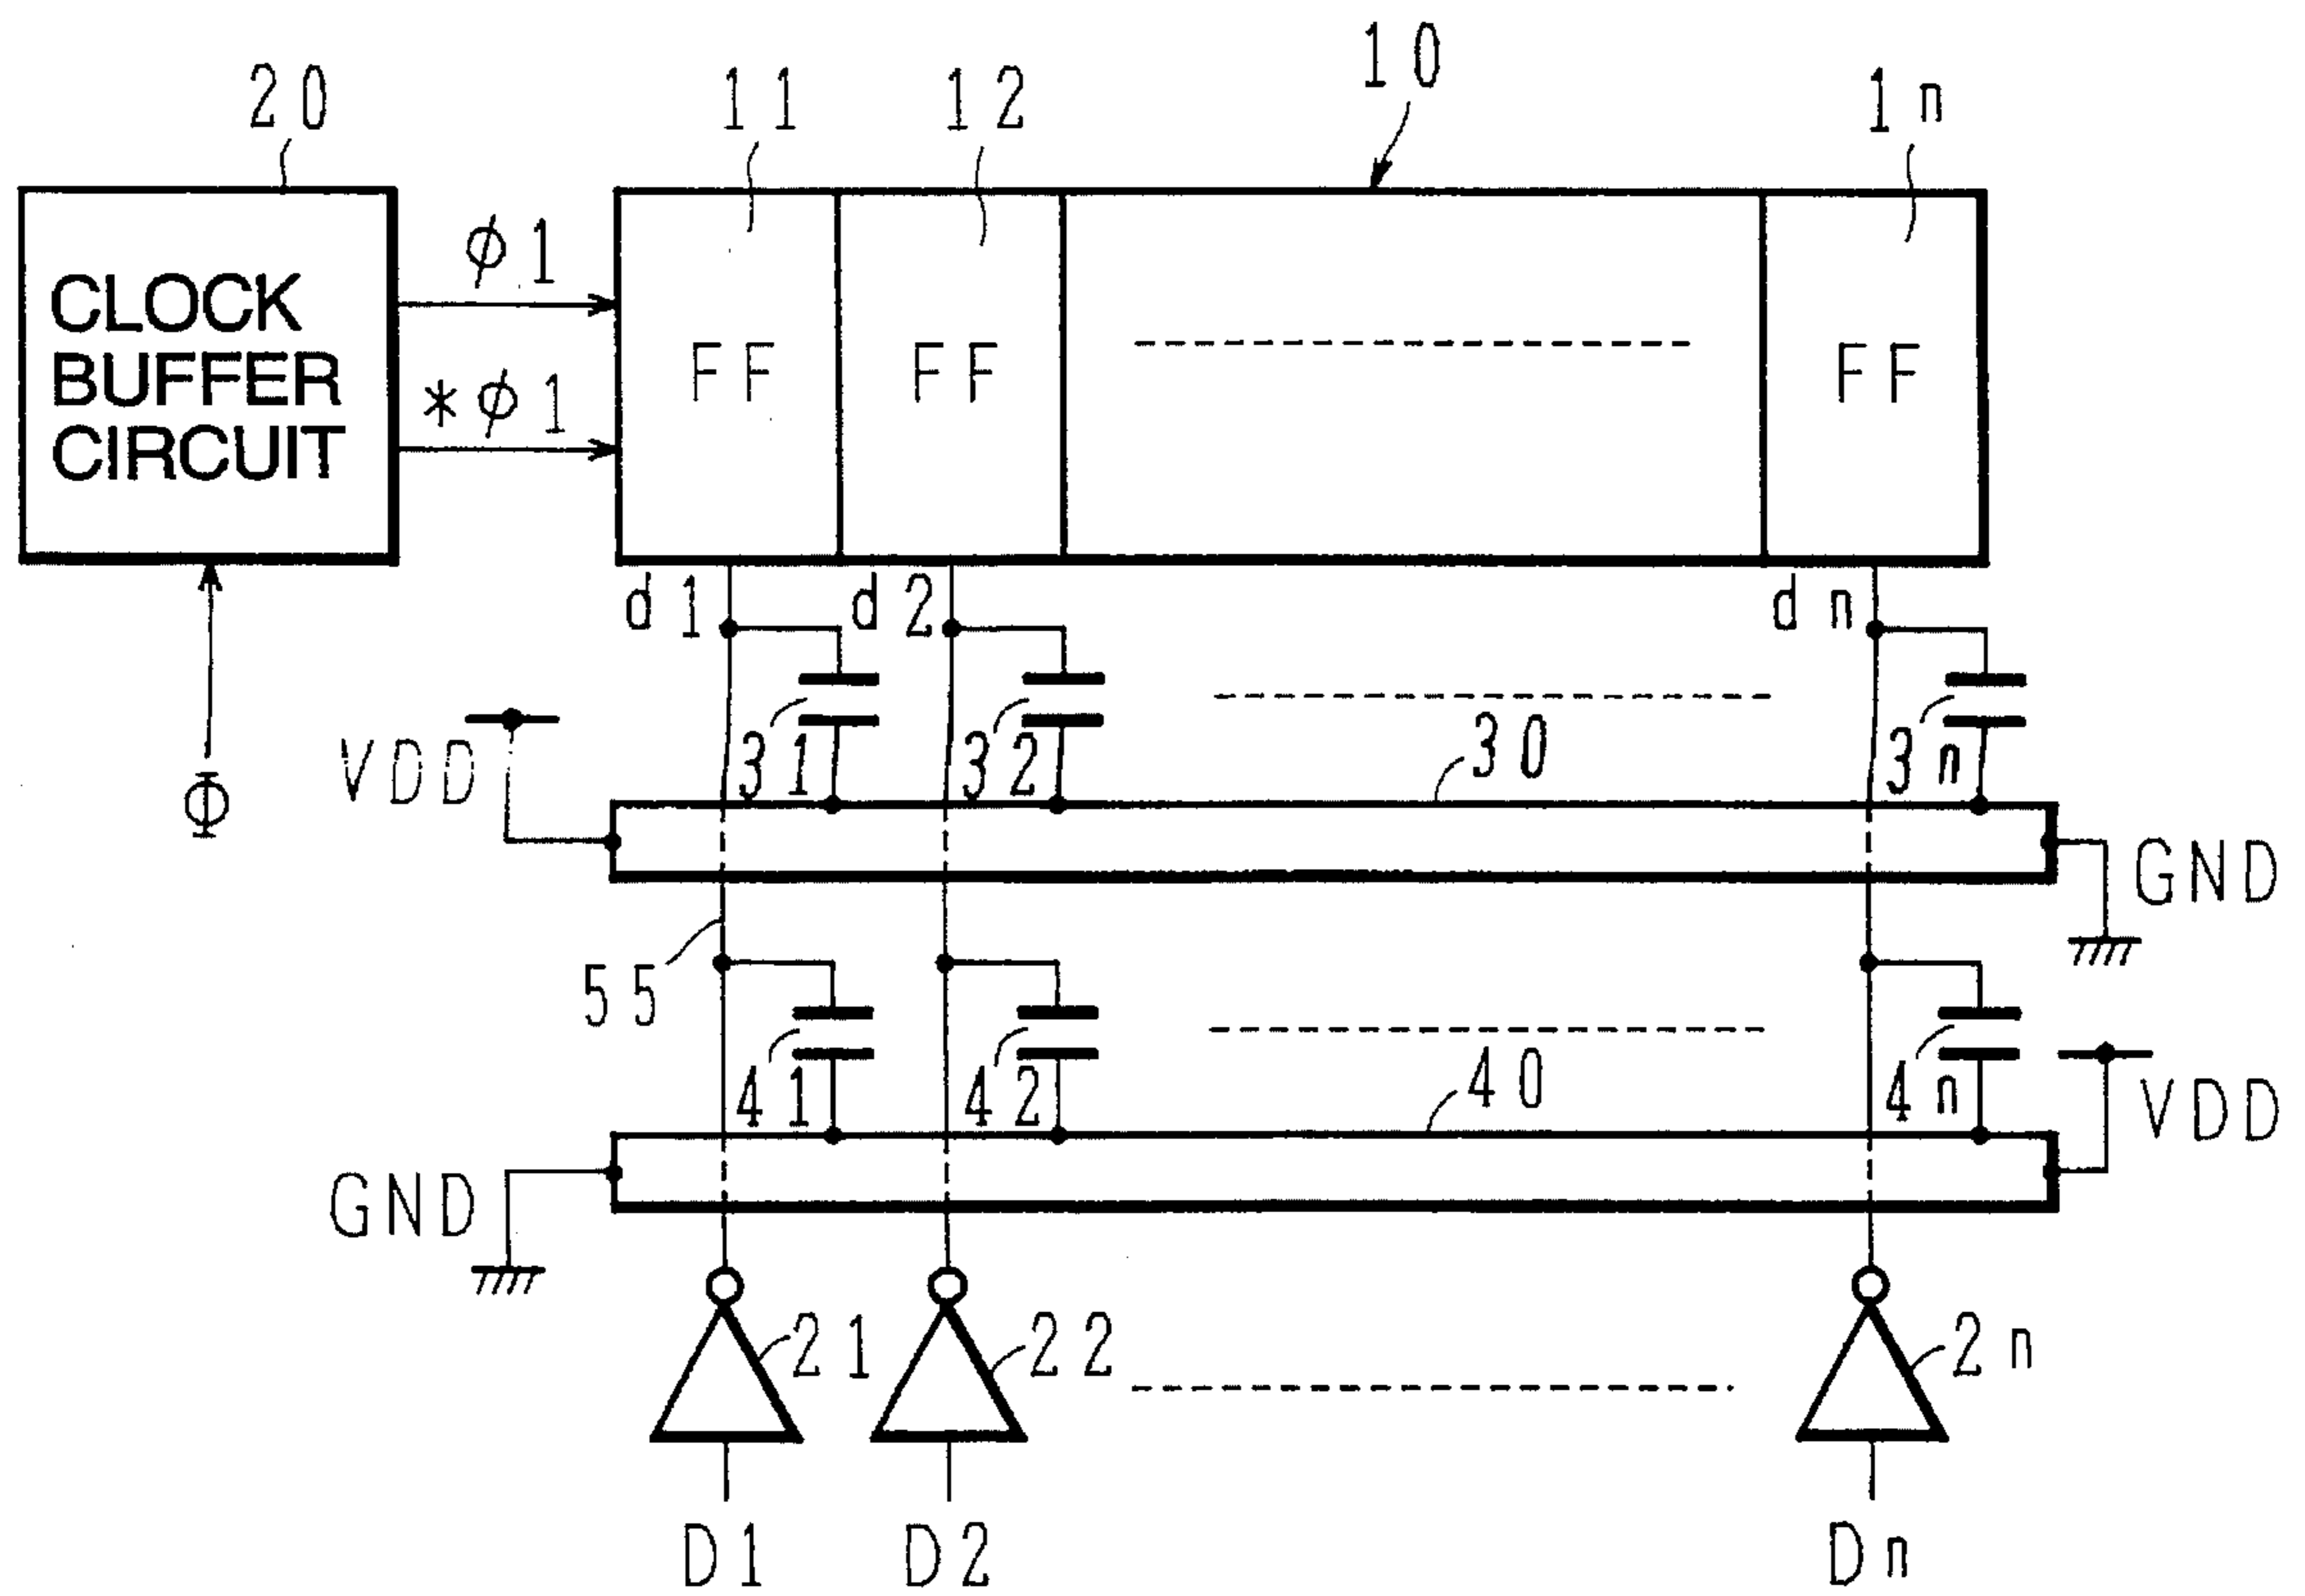 10
20 11 12 1n
CLOCK
BUFFER
CIRCUIT
ϕ1
*ϕ1
FF FF FF
d1 d2 dn
Φ
VDD 31 32 30 3n
GND
55
41 42 40 4n
VDD
GND
21 22 2n
D1 D2 Dn